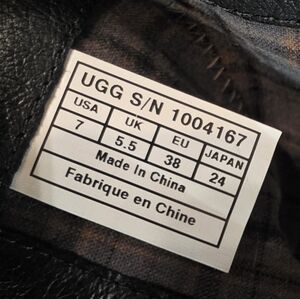 UGG S/N 1004167
USA UK EU JAPAN
7 5.5 38 24
Made In China
Fabrique en Chine